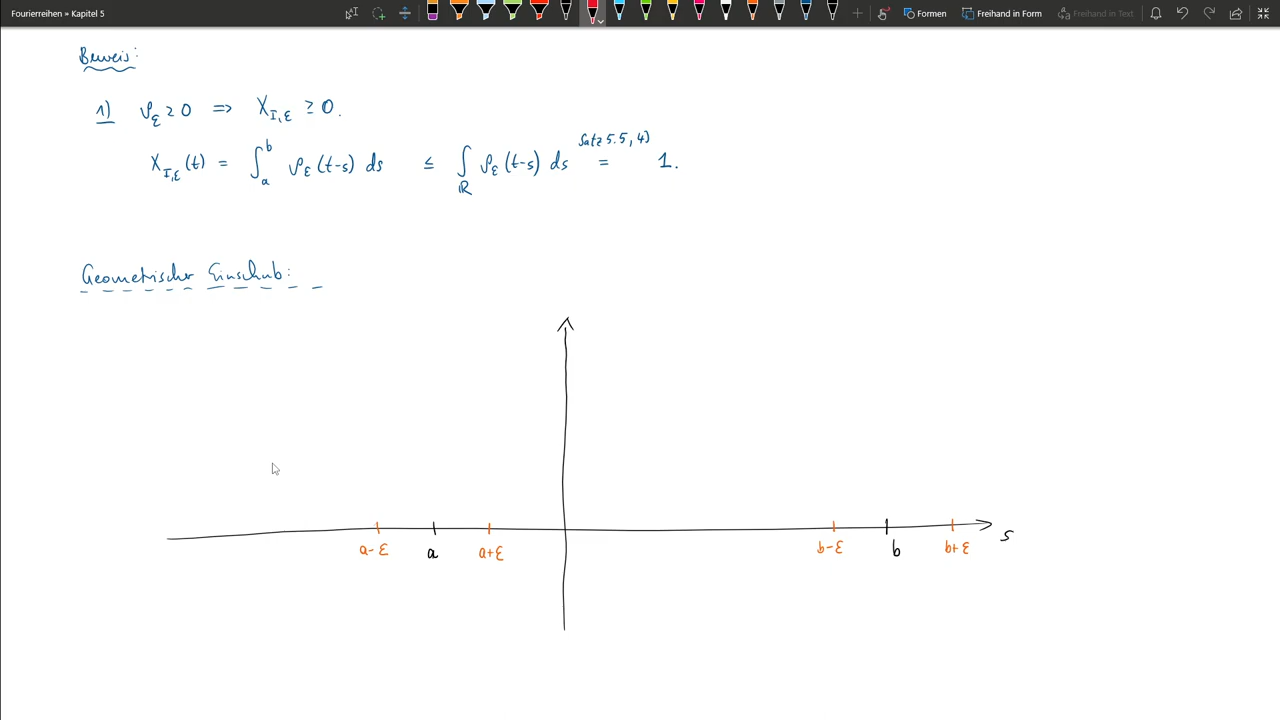 Fourierreihen » Kapitel 5
Formen
Freihand in Form
Freihand in Text
Beweis:
1) φ_ε ≥ 0 ⇒ χ_{I,ε} ≥ 0.
Satz 5.5, 4)
χ_{I,ε}(t) = ∫_a^b φ_ε(t-s) ds ≤ ∫_ℝ φ_ε(t-s) ds = 1.
Geometrischer Einschub:
s
a-ε a a+ε b-ε b b+ε